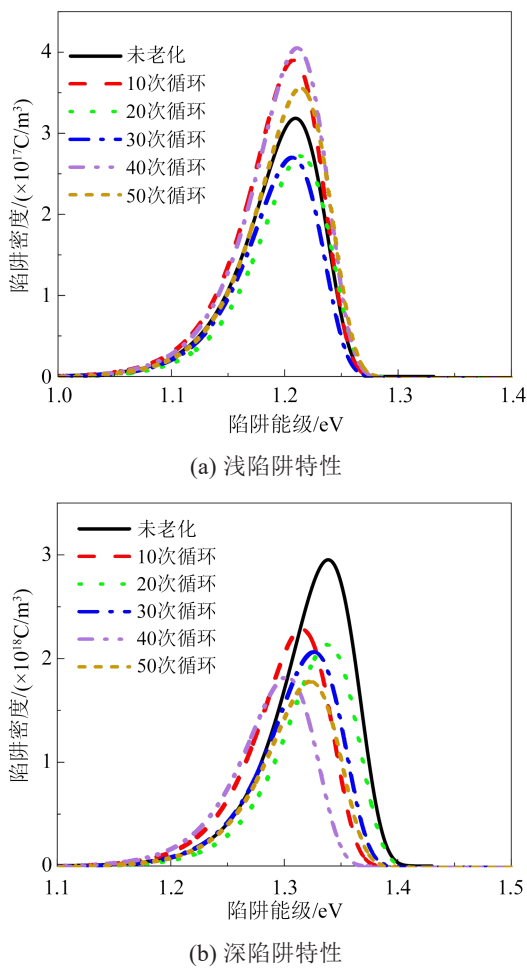 陷阱密度/(×10¹⁷C/m³)
4
3
2
1
0
未老化
10次循环
20次循环
30次循环
40次循环
50次循环
1.0 1.1 1.2 1.3 1.4
陷阱能级/eV
(a) 浅陷阱特性
陷阱密度/(×10¹⁸C/m³)
3
2
1
0
未老化
10次循环
20次循环
30次循环
40次循环
50次循环
1.1 1.2 1.3 1.4 1.5
陷阱能级/eV
(b) 深陷阱特性